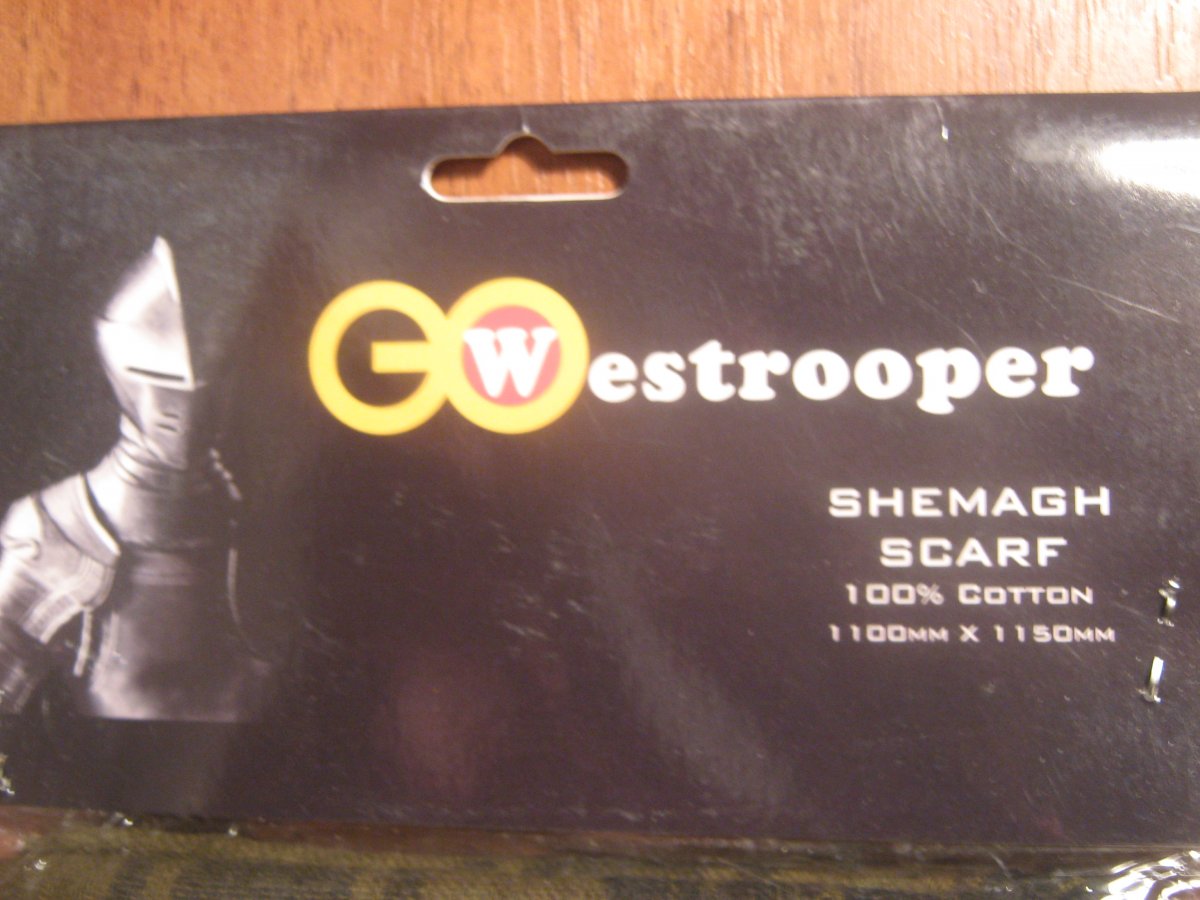 GOWestrooper
SHEMAGH
SCARF
100% COTTON
1100MM X 1150MM